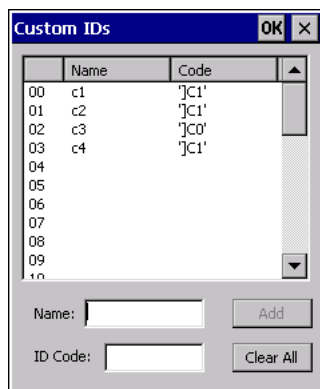 Custom IDs OK ×
Name Code
00 c1 ']C1'
01 c2 ']C1'
02 c3 ']C0'
03 c4 ']C1'
04
05
06
07
08
09
10
Name: Add
ID Code: Clear All